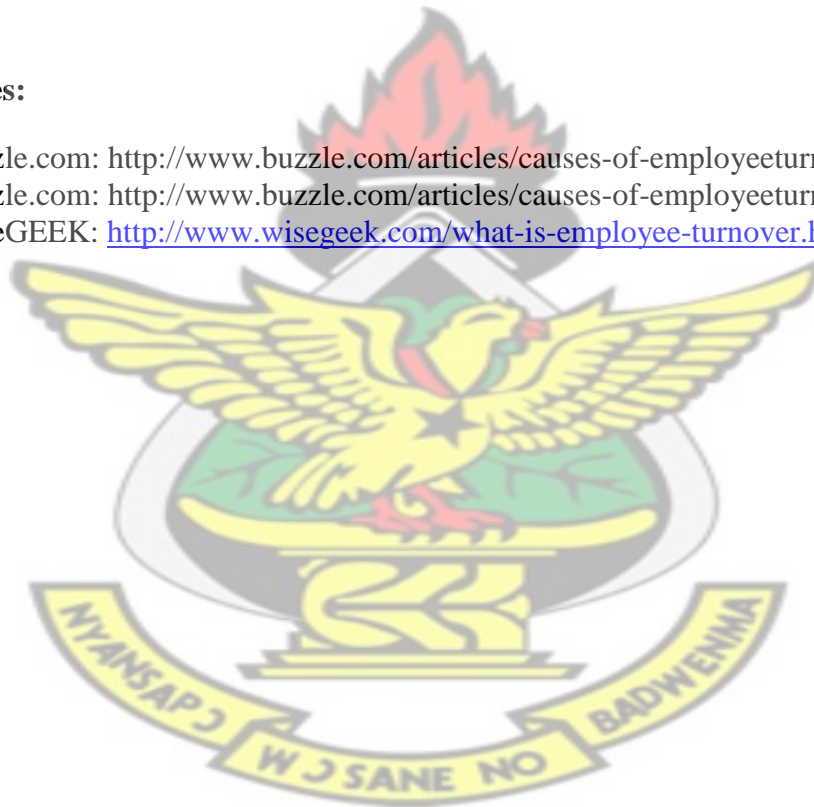 es:
zle.com: http://www.buzzle.com/articles/causes-of-employeeturn
zle.com: http://www.buzzle.com/articles/causes-of-employeeturn
eGEEK: http://www.wisegeek.com/what-is-employee-turnover.h
NYANSAPƆ WƆSANE NO BADWENMA